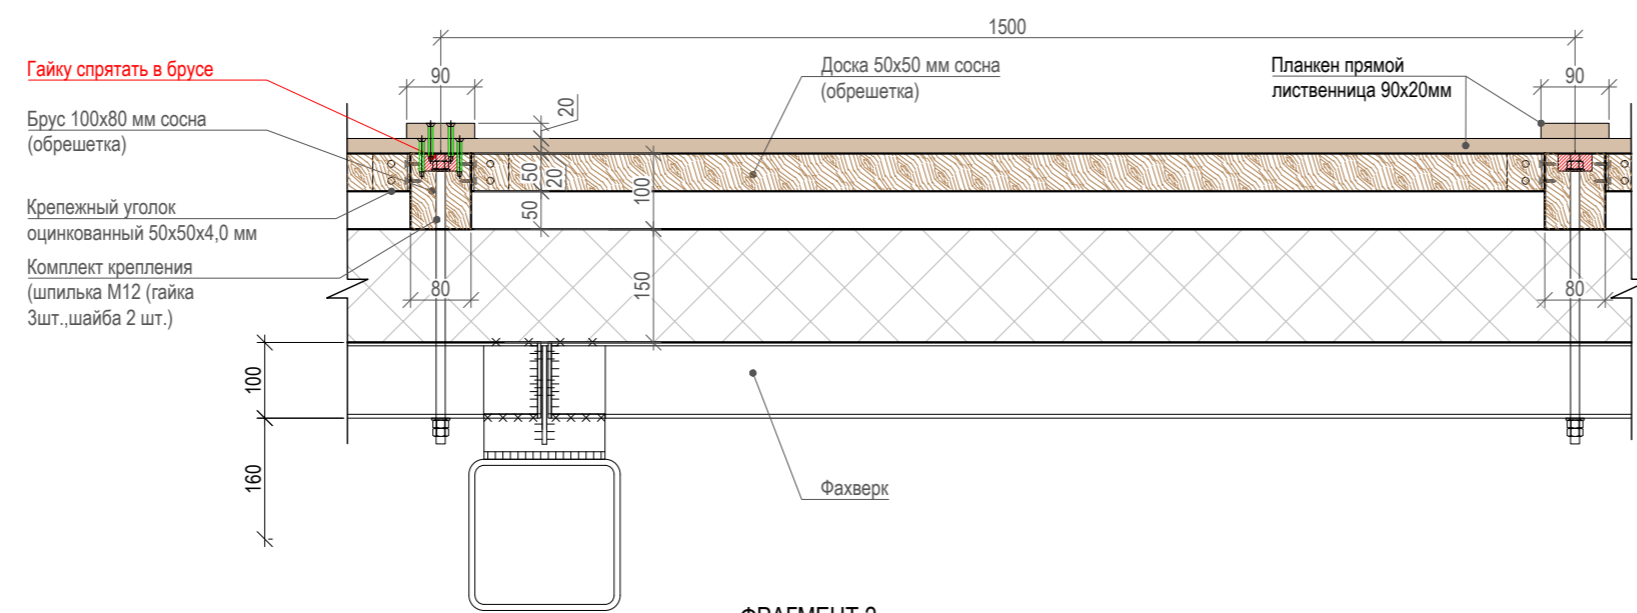 1500
Гайку спрятать в брусе
90
20
Доска 50х50 мм сосна
(обрешетка)
Планкен прямой
лиственница 90х20мм
90
Брус 100х80 мм сосна
(обрешетка)
50
20
100
50
Крепежный уголок
оцинкованный 50х50х4,0 мм
Комплект крепления
(шпилька М12 (гайка
3шт.,шайба 2 шт.)
80
150
80
100
160
Фахверк